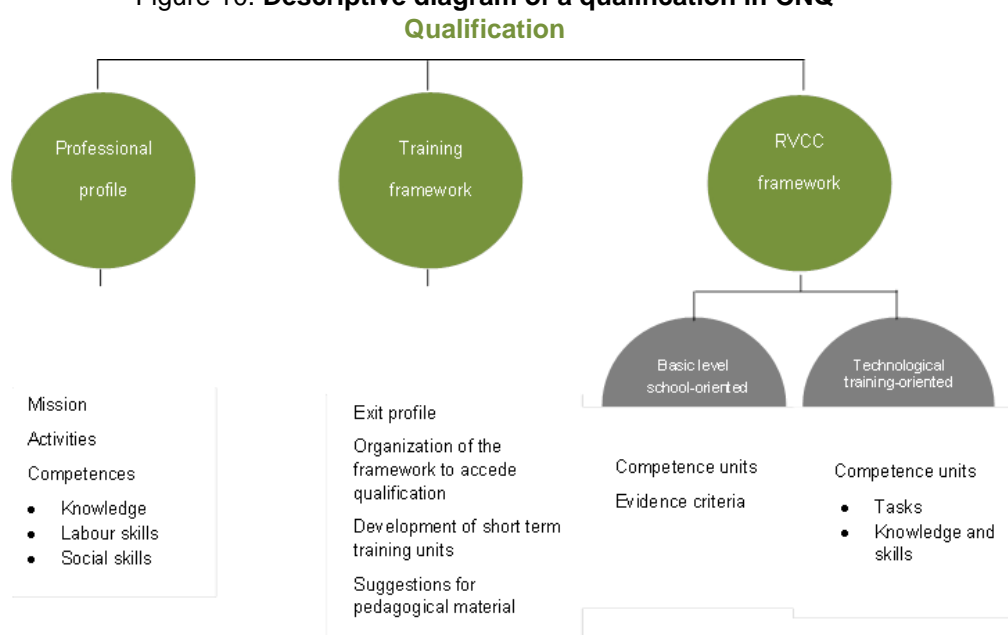 Qualification
Professional
profile
Training
framework
RVCC
framework
Basic level
school-oriented
Technological
training-oriented
Mission
Activities
Competences
• Knowledge
• Labour skills
• Social skills
Exit profile
Organization of the
framework to accede
qualification
Development of short term
training units
Suggestions for
pedagogical material
Competence units
Evidence criteria
Competence units
• Tasks
• Knowledge and
skills